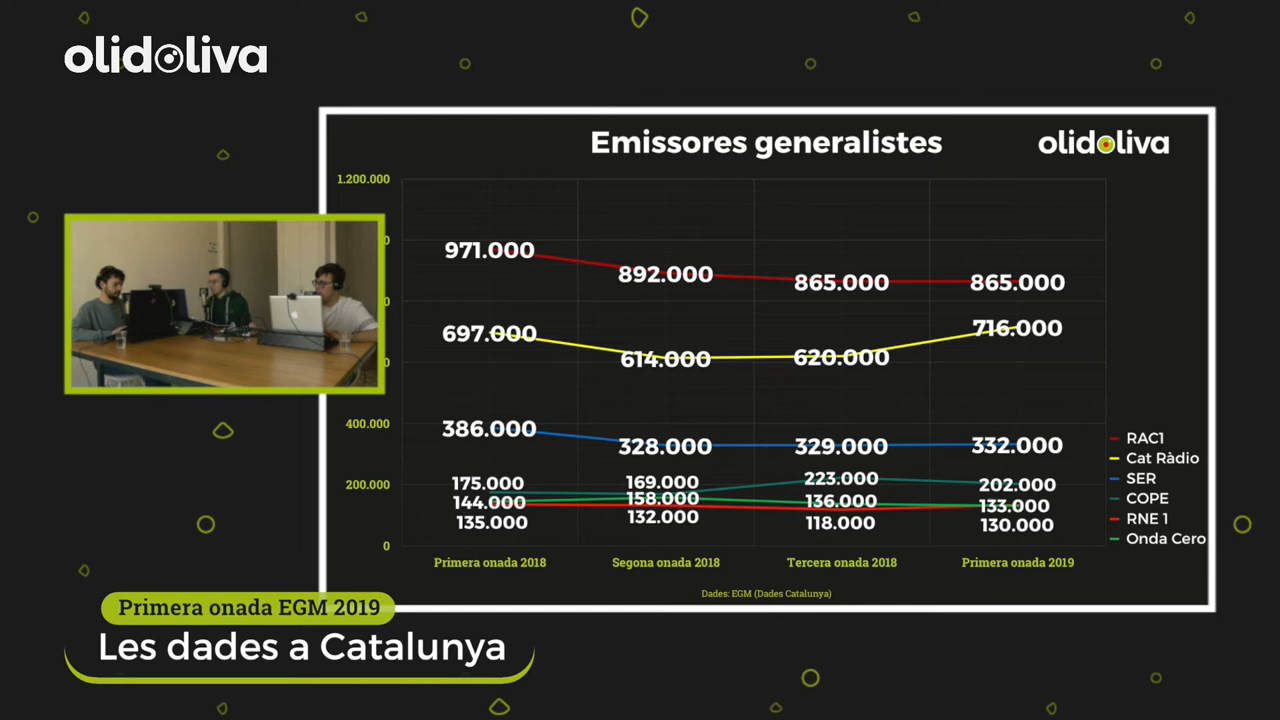 olidoliva
Emissores generalistes
olidoliva
1.200.000
400.000
200.000
0
971.000
892.000
865.000
865.000
697.000
614.000
620.000
716.000
386.000
328.000
329.000
332.000
175.000
169.000
223.000
202.000
144.000
158.000
136.000
133.000
135.000
132.000
118.000
130.000
RAC1
Cat Ràdio
SER
COPE
RNE 1
Onda Cero
Primera onada 2018
Segona onada 2018
Tercera onada 2018
Primera onada 2019
Dades: EGM (Dades Catalunya)
Primera onada EGM 2019
Les dades a Catalunya